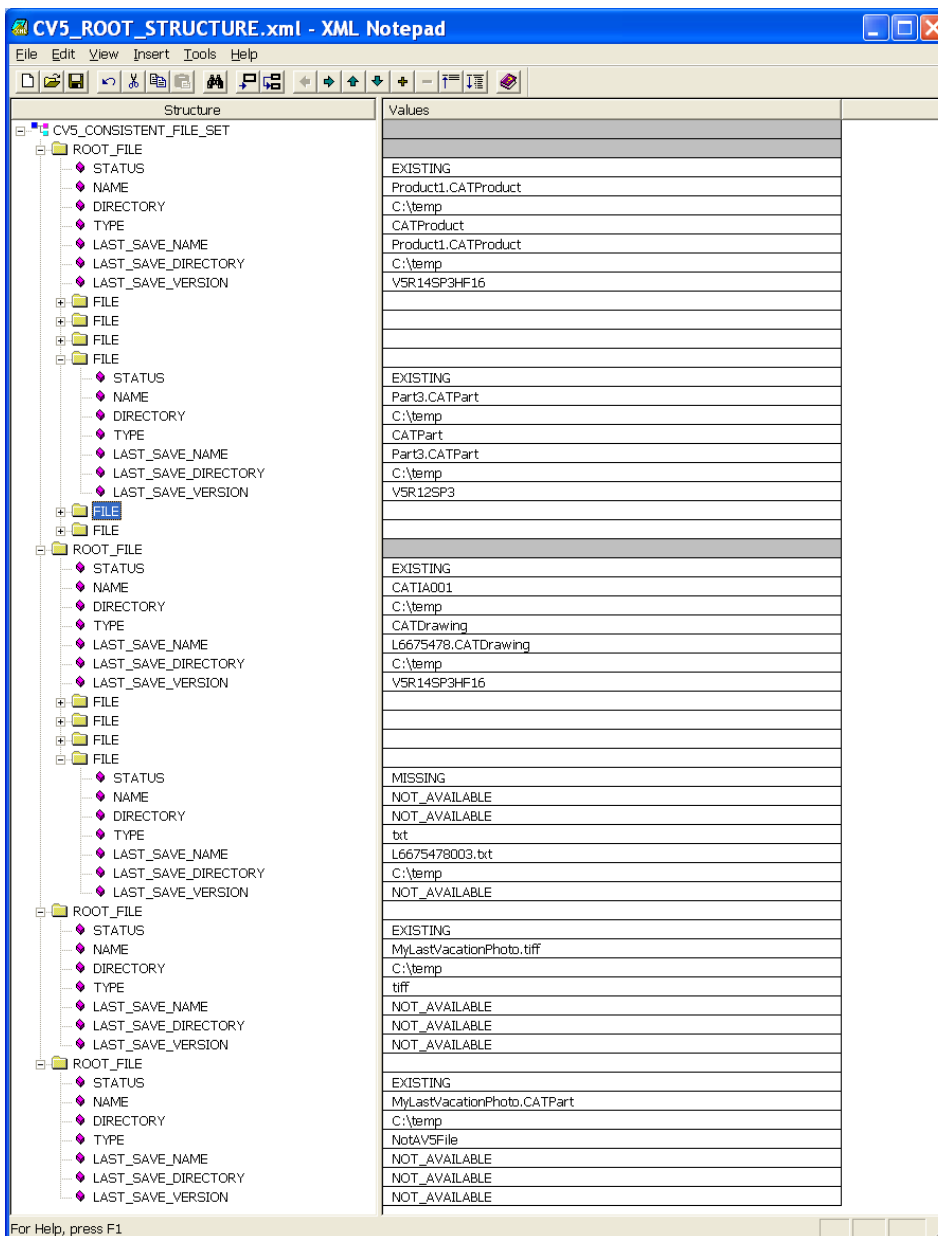 CV5_ROOT_STRUCTURE.xml - XML Notepad
File Edit View Insert Tools Help
Structure Values
CV5_CONSISTENT_FILE_SET
ROOT_FILE
STATUS EXISTING
NAME Product1.CATProduct
DIRECTORY C:\temp
TYPE CATProduct
LAST_SAVE_NAME Product1.CATProduct
LAST_SAVE_DIRECTORY C:\temp
LAST_SAVE_VERSION V5R14SP3HF16
FILE
FILE
FILE
FILE
STATUS EXISTING
NAME Part3.CATPart
DIRECTORY C:\temp
TYPE CATPart
LAST_SAVE_NAME Part3.CATPart
LAST_SAVE_DIRECTORY C:\temp
LAST_SAVE_VERSION V5R12SP3
FILE
FILE
ROOT_FILE
STATUS EXISTING
NAME CATIA001
DIRECTORY C:\temp
TYPE CATDrawing
LAST_SAVE_NAME L6675478.CATDrawing
LAST_SAVE_DIRECTORY C:\temp
LAST_SAVE_VERSION V5R14SP3HF16
FILE
FILE
FILE
FILE
STATUS MISSING
NAME NOT_AVAILABLE
DIRECTORY NOT_AVAILABLE
TYPE txt
LAST_SAVE_NAME L6675478003.txt
LAST_SAVE_DIRECTORY C:\temp
LAST_SAVE_VERSION NOT_AVAILABLE
ROOT_FILE
STATUS EXISTING
NAME MyLastVacationPhoto.tiff
DIRECTORY C:\temp
TYPE tiff
LAST_SAVE_NAME NOT_AVAILABLE
LAST_SAVE_DIRECTORY NOT_AVAILABLE
LAST_SAVE_VERSION NOT_AVAILABLE
ROOT_FILE
STATUS EXISTING
NAME MyLastVacationPhoto.CATPart
DIRECTORY C:\temp
TYPE NotAV5File
LAST_SAVE_NAME NOT_AVAILABLE
LAST_SAVE_DIRECTORY NOT_AVAILABLE
LAST_SAVE_VERSION NOT_AVAILABLE
For Help, press F1